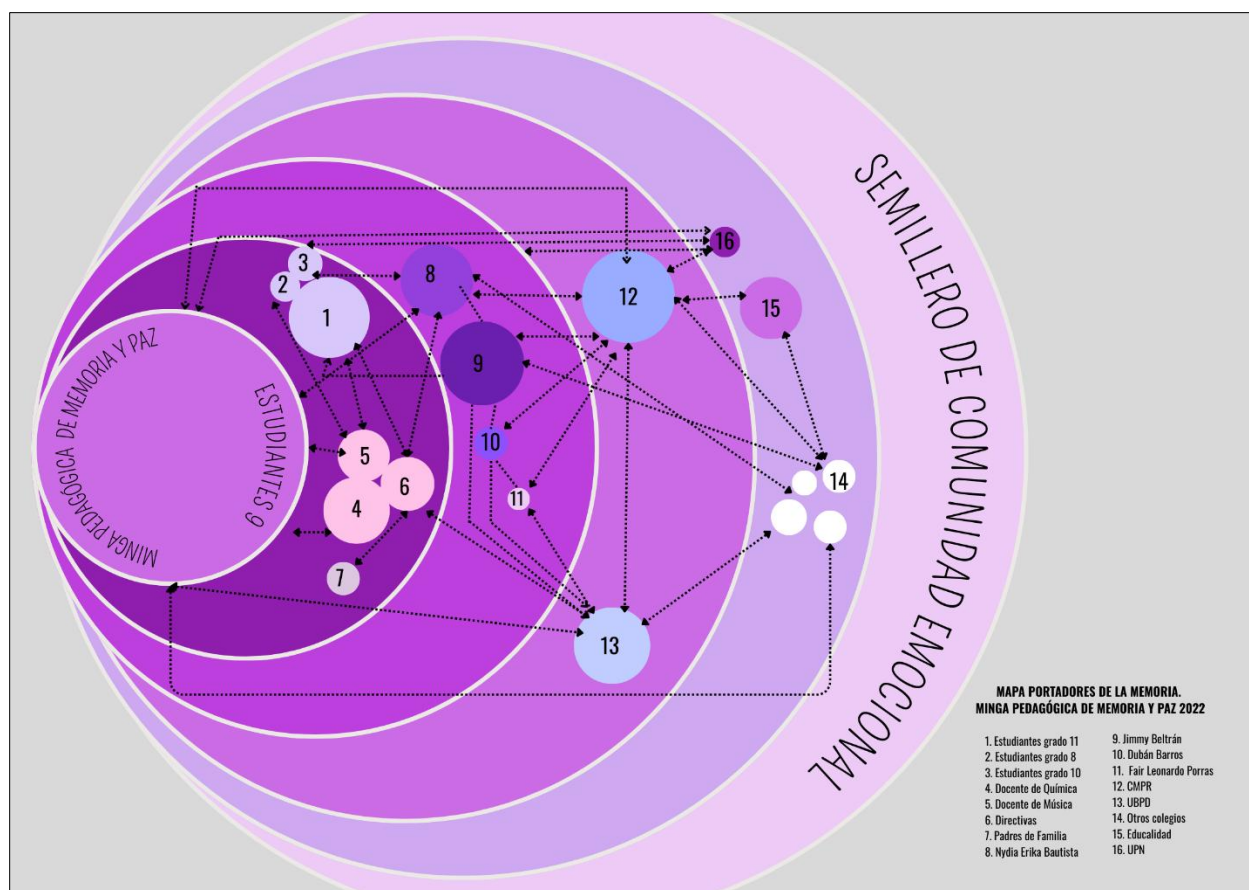 MINGA PEDAGÓGICA DE MEMORIA Y PAZ
ESTUDIANTES 9
3
2
1
8
12
16
15
9
5
10
6
4
11
14
7
13
SEMILLERO DE COMUNIDAD EMOCIONAL
MAPA PORTADORES DE LA MEMORIA.
MINGA PEDAGÓGICA DE MEMORIA Y PAZ 2022
1. Estudiantes grado 11
2. Estudiantes grado 8
3. Estudiantes grado 10
4. Docente de Química
5. Docente de Música
6. Directivas
7. Padres de Familia
8. Nydia Erika Bautista
9. Jimmy Beltrán
10. Dubán Barros
11. Fair Leonardo Porras
12. CMPR
13. UBPD
14. Otros colegios
15. Educalidad
16. UPN